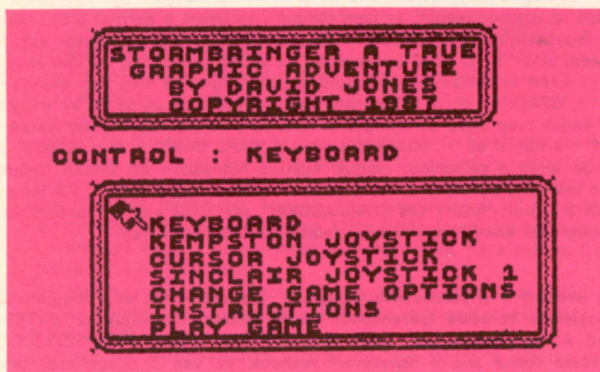 STORMBRINGER A TRUE
GRAPHIC ADVENTURE
BY DAVID JONES
COPYRIGHT 1987
CONTROL : KEYBOARD
KEYBOARD
KEMPSTON JOYSTICK
CURSOR JOYSTICK
SINCLAIR JOYSTICK 1
CHANGE GAME OPTIONS
INSTRUCTIONS
PLAY GAME